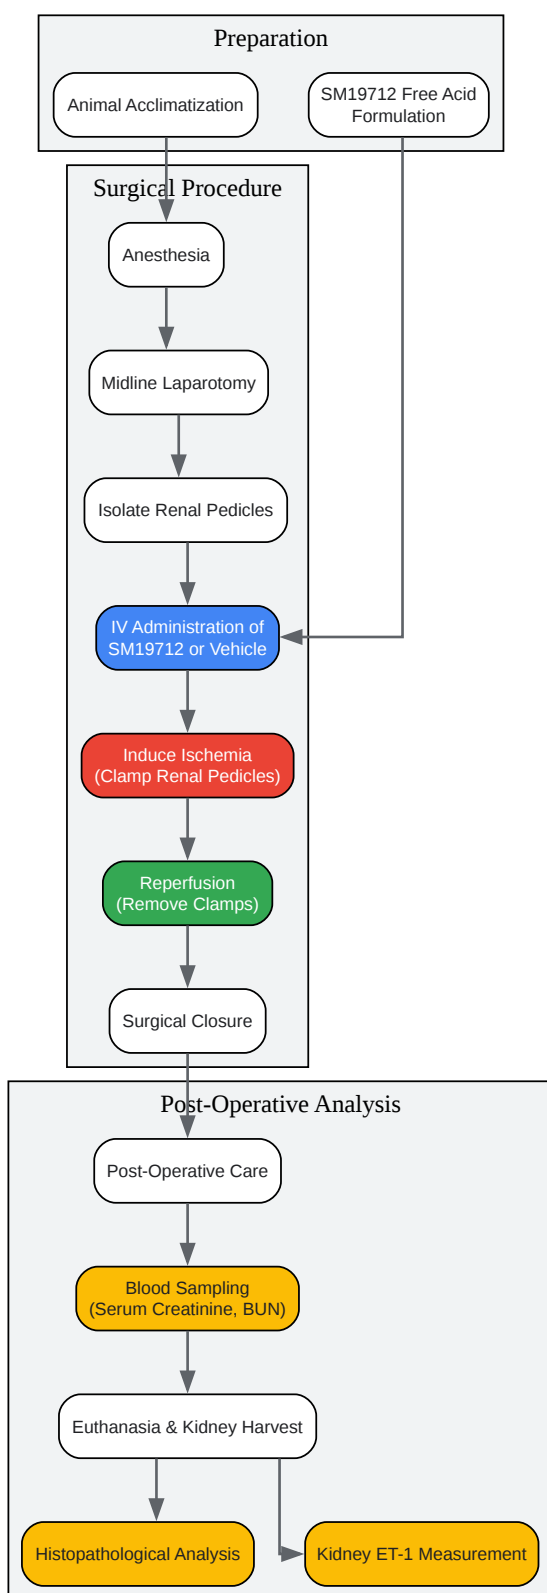 Preparation
Animal Acclimatization
SM19712 Free Acid
Formulation
Surgical Procedure
Anesthesia
Midline Laparotomy
Isolate Renal Pedicles
IV Administration of
SM19712 or Vehicle
Induce Ischemia
(Clamp Renal Pedicles)
Reperfusion
(Remove Clamps)
Surgical Closure
Post-Operative Analysis
Post-Operative Care
Blood Sampling
(Serum Creatinine, BUN)
Euthanasia & Kidney Harvest
Histopathological Analysis
Kidney ET-1 Measurement